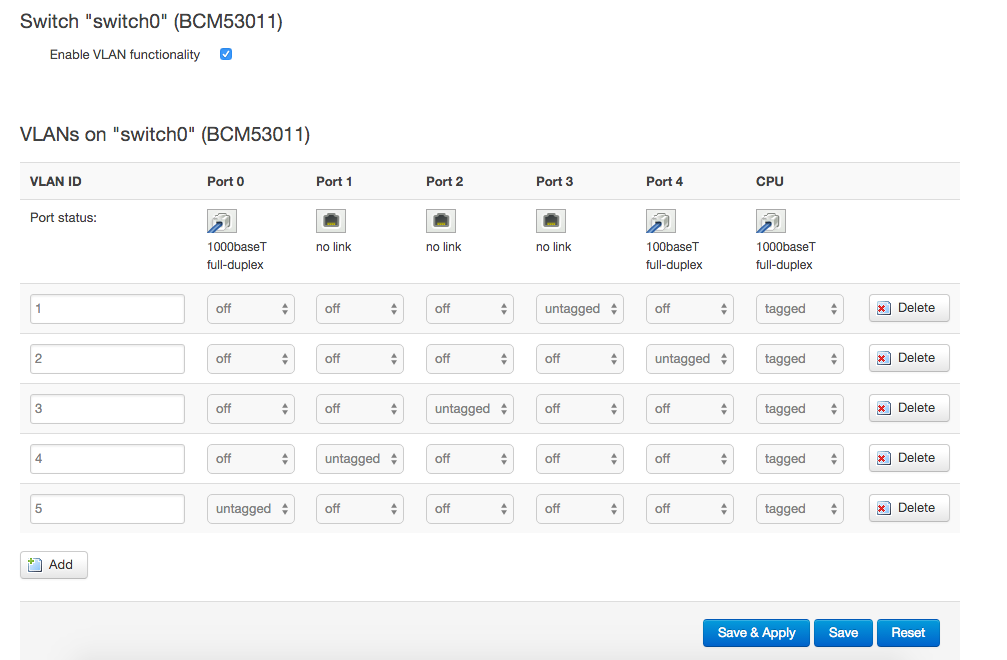 Switch "switch0" (BCM53011)
Enable VLAN functionality
VLANs on "switch0" (BCM53011)
VLAN ID Port 0 Port 1 Port 2 Port 3 Port 4 CPU
Port status:
1000baseT no link no link no link 100baseT 1000baseT
full-duplex full-duplex full-duplex
1 off off off untagged off tagged Delete
2 off off off off untagged tagged Delete
3 off off untagged off off tagged Delete
4 off untagged off off off tagged Delete
5 untagged off off off off tagged Delete
Add
Save & Apply Save Reset